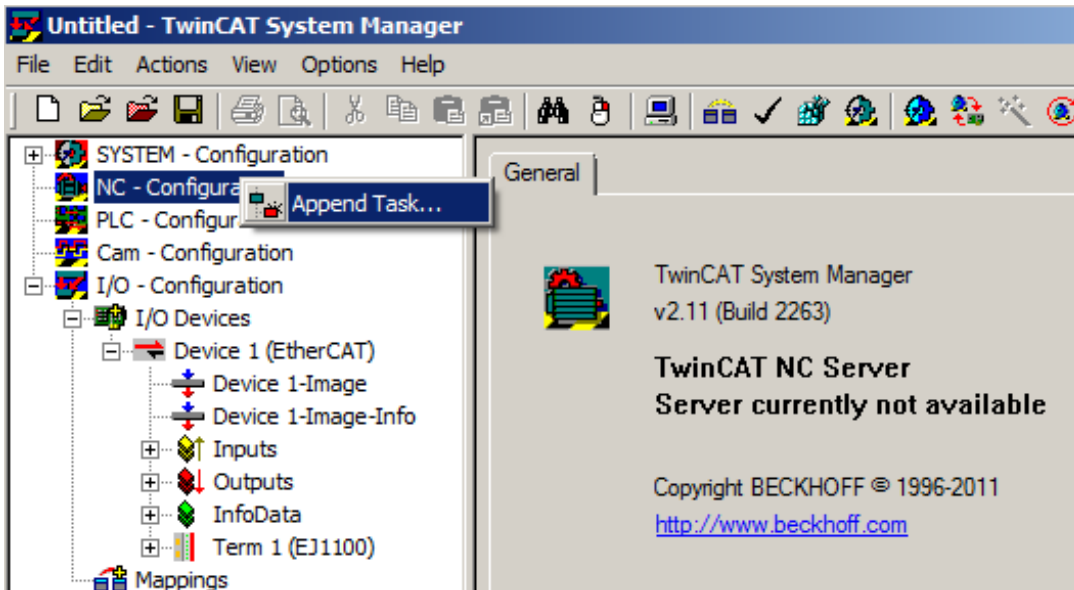 Untitled - TwinCAT System Manager
File Edit Actions View Options Help
SYSTEM - Configuration
NC - Configura
Append Task...
PLC - Configur
Cam - Configuration
I/O - Configuration
I/O Devices
Device 1 (EtherCAT)
Device 1-Image
Device 1-Image-Info
Inputs
Outputs
InfoData
Term 1 (EJ1100)
Mappings
General
TwinCAT System Manager
v2.11 (Build 2263)
TwinCAT NC Server
Server currently not available
Copyright BECKHOFF © 1996-2011
http://www.beckhoff.com